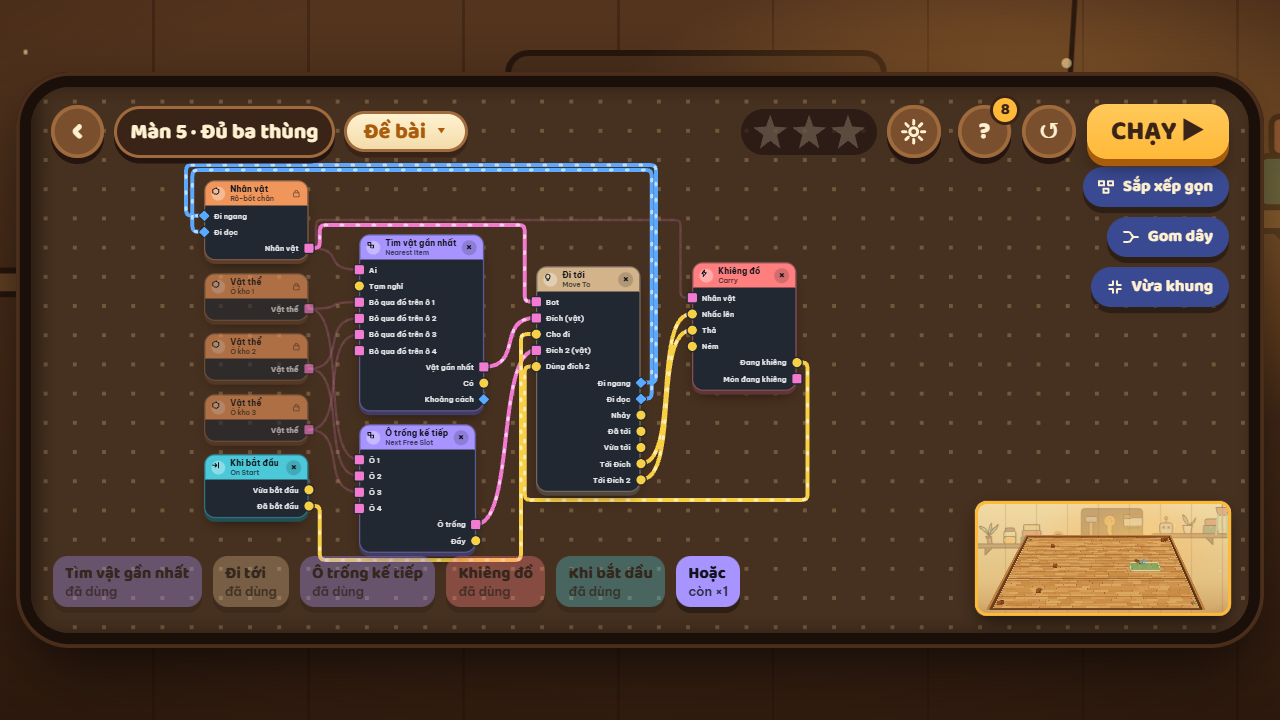 Màn 5 • Đủ ba thùng
Đề bài
?
8
CHẠY
Sắp xếp gọn
Gom dây
Vừa khung
Nhân vật
Rô-bốt chân
Đi ngang
Đi dọc
Nhân vật
Vật thể
Ô kho 1
Vật thể
Vật thể
Ô kho 2
Vật thể
Vật thể
Ô kho 3
Vật thể
Khi bắt đầu
On Start
Vừa bắt đầu
Đã bắt đầu
Tìm vật gần nhất
Nearest Item
Ai
Tạm nghỉ
Bỏ qua đồ trên ô 1
Bỏ qua đồ trên ô 2
Bỏ qua đồ trên ô 3
Bỏ qua đồ trên ô 4
Vật gần nhất
Có
Khoảng cách
Ô trống kế tiếp
Next Free Slot
Ô 1
Ô 2
Ô 3
Ô 4
Ô trống
Đầy
Đi tới
Move To
Bot
Đích (vật)
Cho đi
Đích 2 (vật)
Dùng đích 2
Đi ngang
Đi dọc
Nhảy
Đã tới
Vừa tới
Tới Đích
Tới Đích 2
Khiêng đồ
Carry
Nhân vật
Nhấc lên
Thả
Ném
Đang khiêng
Món đang khiêng
Tìm vật gần nhất
đã dùng
Đi tới
đã dùng
Ô trống kế tiếp
đã dùng
Khiêng đồ
đã dùng
Khi bắt đầu
đã dùng
Hoặc
còn ×1